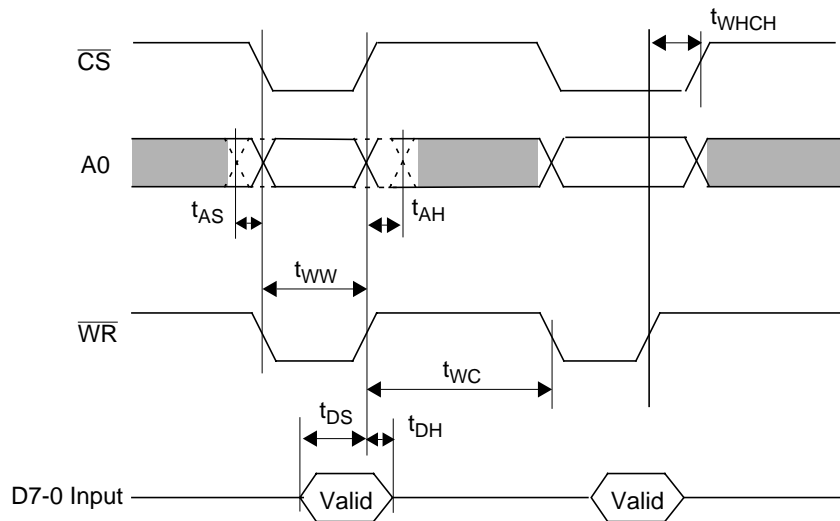 tWHCH
CS
A0
tAS
tAH
tWW
WR
tWC
tDS
tDH
D7-0 Input
Valid
Valid